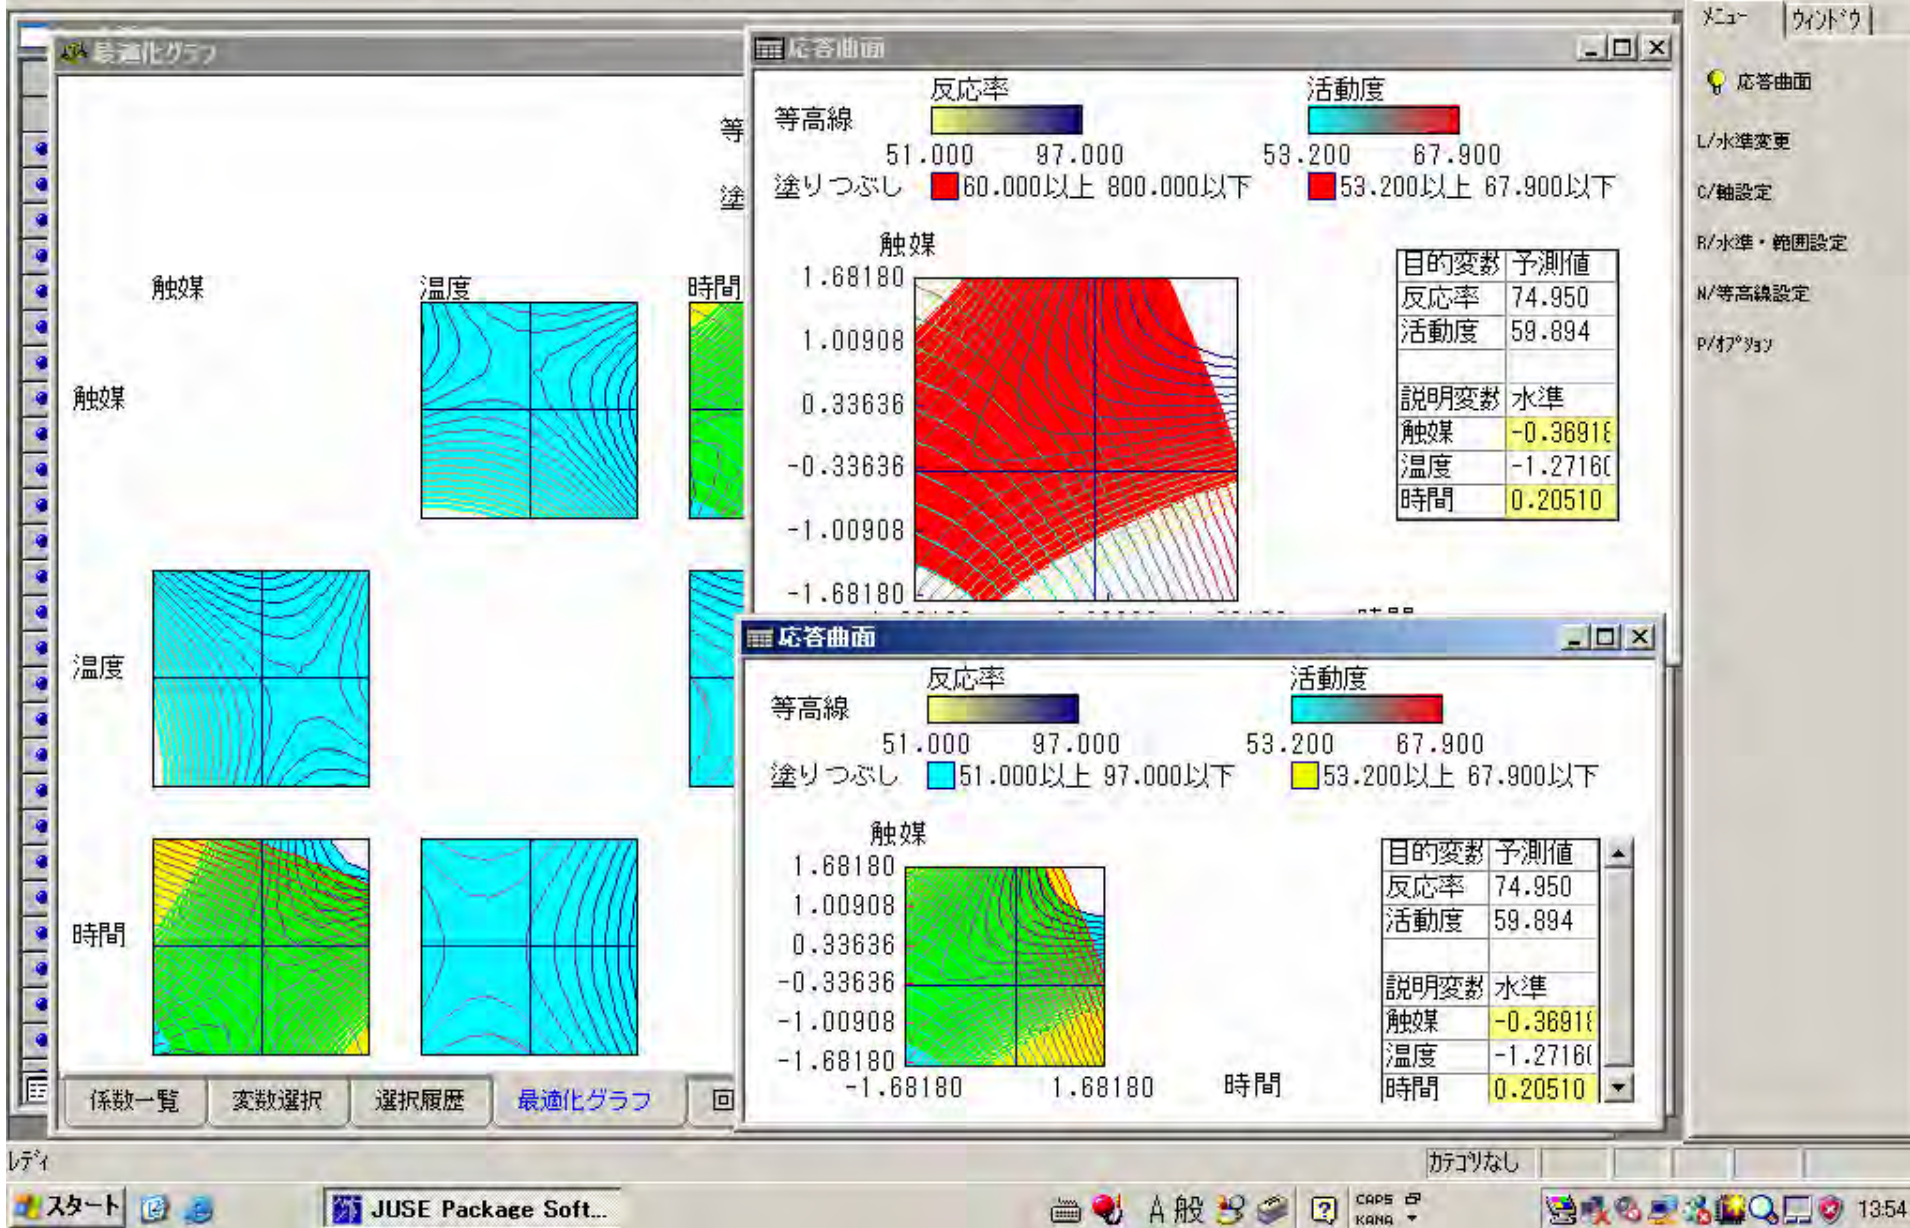 最適化グラフ
等
塗
触媒
温度
時間
触媒
温度
時間
係数一覧
変数選択
選択履歴
最適化グラフ
回
応答曲面
反応率
活動度
等高線
51.000 97.000
53.200 67.900
塗りつぶし
60.000以上 800.000以下
53.200以上 67.900以下
触媒
1.68180
1.00908
0.33636
-0.33636
-1.00908
-1.68180
目的変数 予測値
反応率 74.950
活動度 59.894
説明変数 水準
触媒 -0.36918
温度 -1.2716
時間 0.20510
応答曲面
反応率
活動度
等高線
51.000 97.000
53.200 67.900
塗りつぶし
51.000以上 97.000以下
53.200以上 67.900以下
触媒
1.68180
1.00908
0.33636
-0.33636
-1.00908
-1.68180
-1.68180 1.68180 時間
目的変数 予測値
反応率 74.950
活動度 59.894
説明変数 水準
触媒 -0.3691
温度 -1.2716
時間 0.20510
メニュー ウィンドウ
応答曲面
L/水準変更
C/軸設定
R/水準・範囲設定
N/等高線設定
P/オプション
レディ
カテゴリなし
スタート
JUSE Package Soft...
A 般
CAPS
KANA
13:54